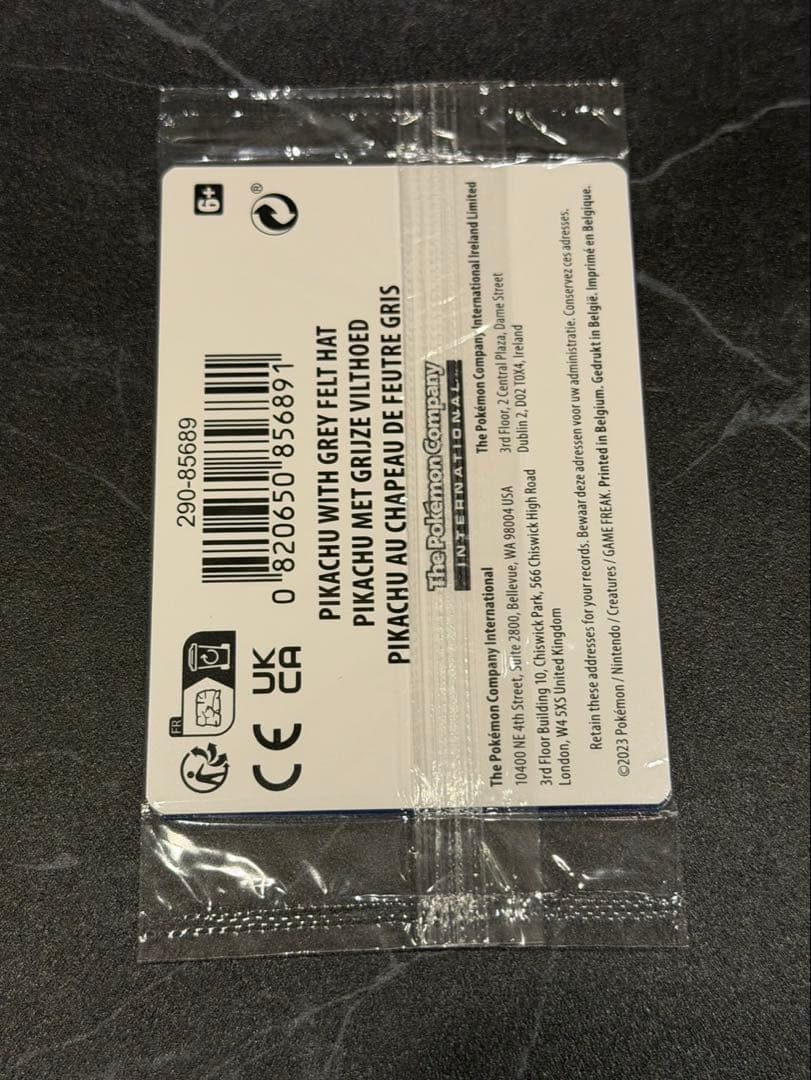 6+
®
290-85689
0 820650 856891
FR
CE
UK
CA
PIKACHU WITH GREY FELT HAT
PIKACHU MET GRIJZE VILTHOED
PIKACHU AU CHAPEAU DE FEUTRE GRIS
The Pokémon Company
INTERNATIONAL
The Pokémon Company International
10400 NE 4th Street, Suite 2800, Bellevue, WA 98004 USA
3rd Floor Building 10, Chiswick Park, 566 Chiswick High Road
London, W4 5XS United Kingdom
The Pokémon Company International Ireland Limited
3rd Floor, 2 Central Plaza, Dame Street
Dublin 2, D02 T0X4, Ireland
Retain these addresses for your records. Bewaar deze adressen voor uw administratie. Conservez ces adresses.
©2023 Pokémon / Nintendo / Creatures / GAME FREAK. Printed in Belgium. Gedrukt in België. Imprimé en Belgique.